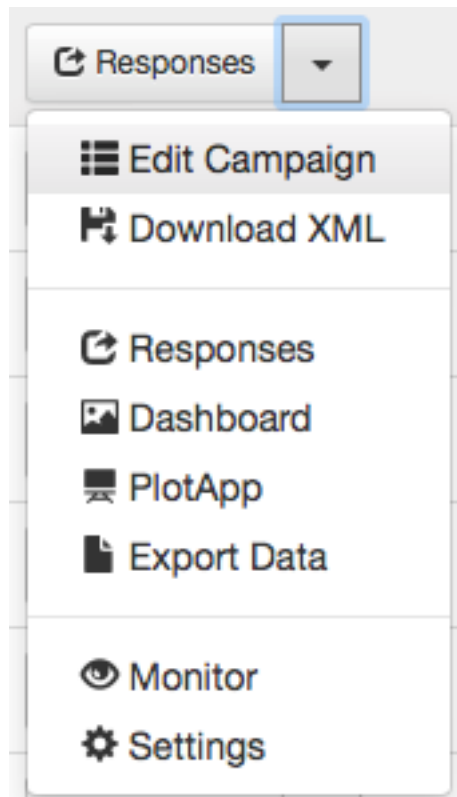 Responses
Edit Campaign
Download XML
Responses
Dashboard
PlotApp
Export Data
Monitor
Settings